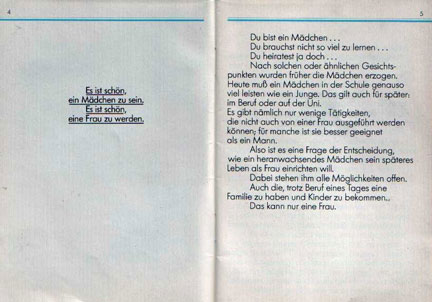 4
Es ist schön,
ein Mädchen zu sein.
Es ist schön,
eine Frau zu werden.
5
Du bist ein Mädchen . . .
Du brauchst nicht so viel zu lernen . . .
Du heiratest ja doch . . .
Nach solchen oder ähnlichen Gesichts-
punkten wurden früher die Mädchen erzogen.
Heute muß ein Mädchen in der Schule genauso
viel leisten wie ein Junge. Das gilt auch für später:
im Beruf oder auf der Uni.
Es gibt nämlich nur wenige Tätigkeiten,
die nicht auch von einer Frau ausgeführt werden
können; für manche ist sie besser geeignet
als ein Mann.
Also ist es eine Frage der Entscheidung,
wie ein heranwachsendes Mädchen sein späteres
Leben als Frau einrichten will.
Dabei stehen ihm alle Möglichkeiten offen.
Auch die, trotz Beruf eines Tages eine
Familie zu haben und Kinder zu bekommen..
Das kann nur eine Frau.